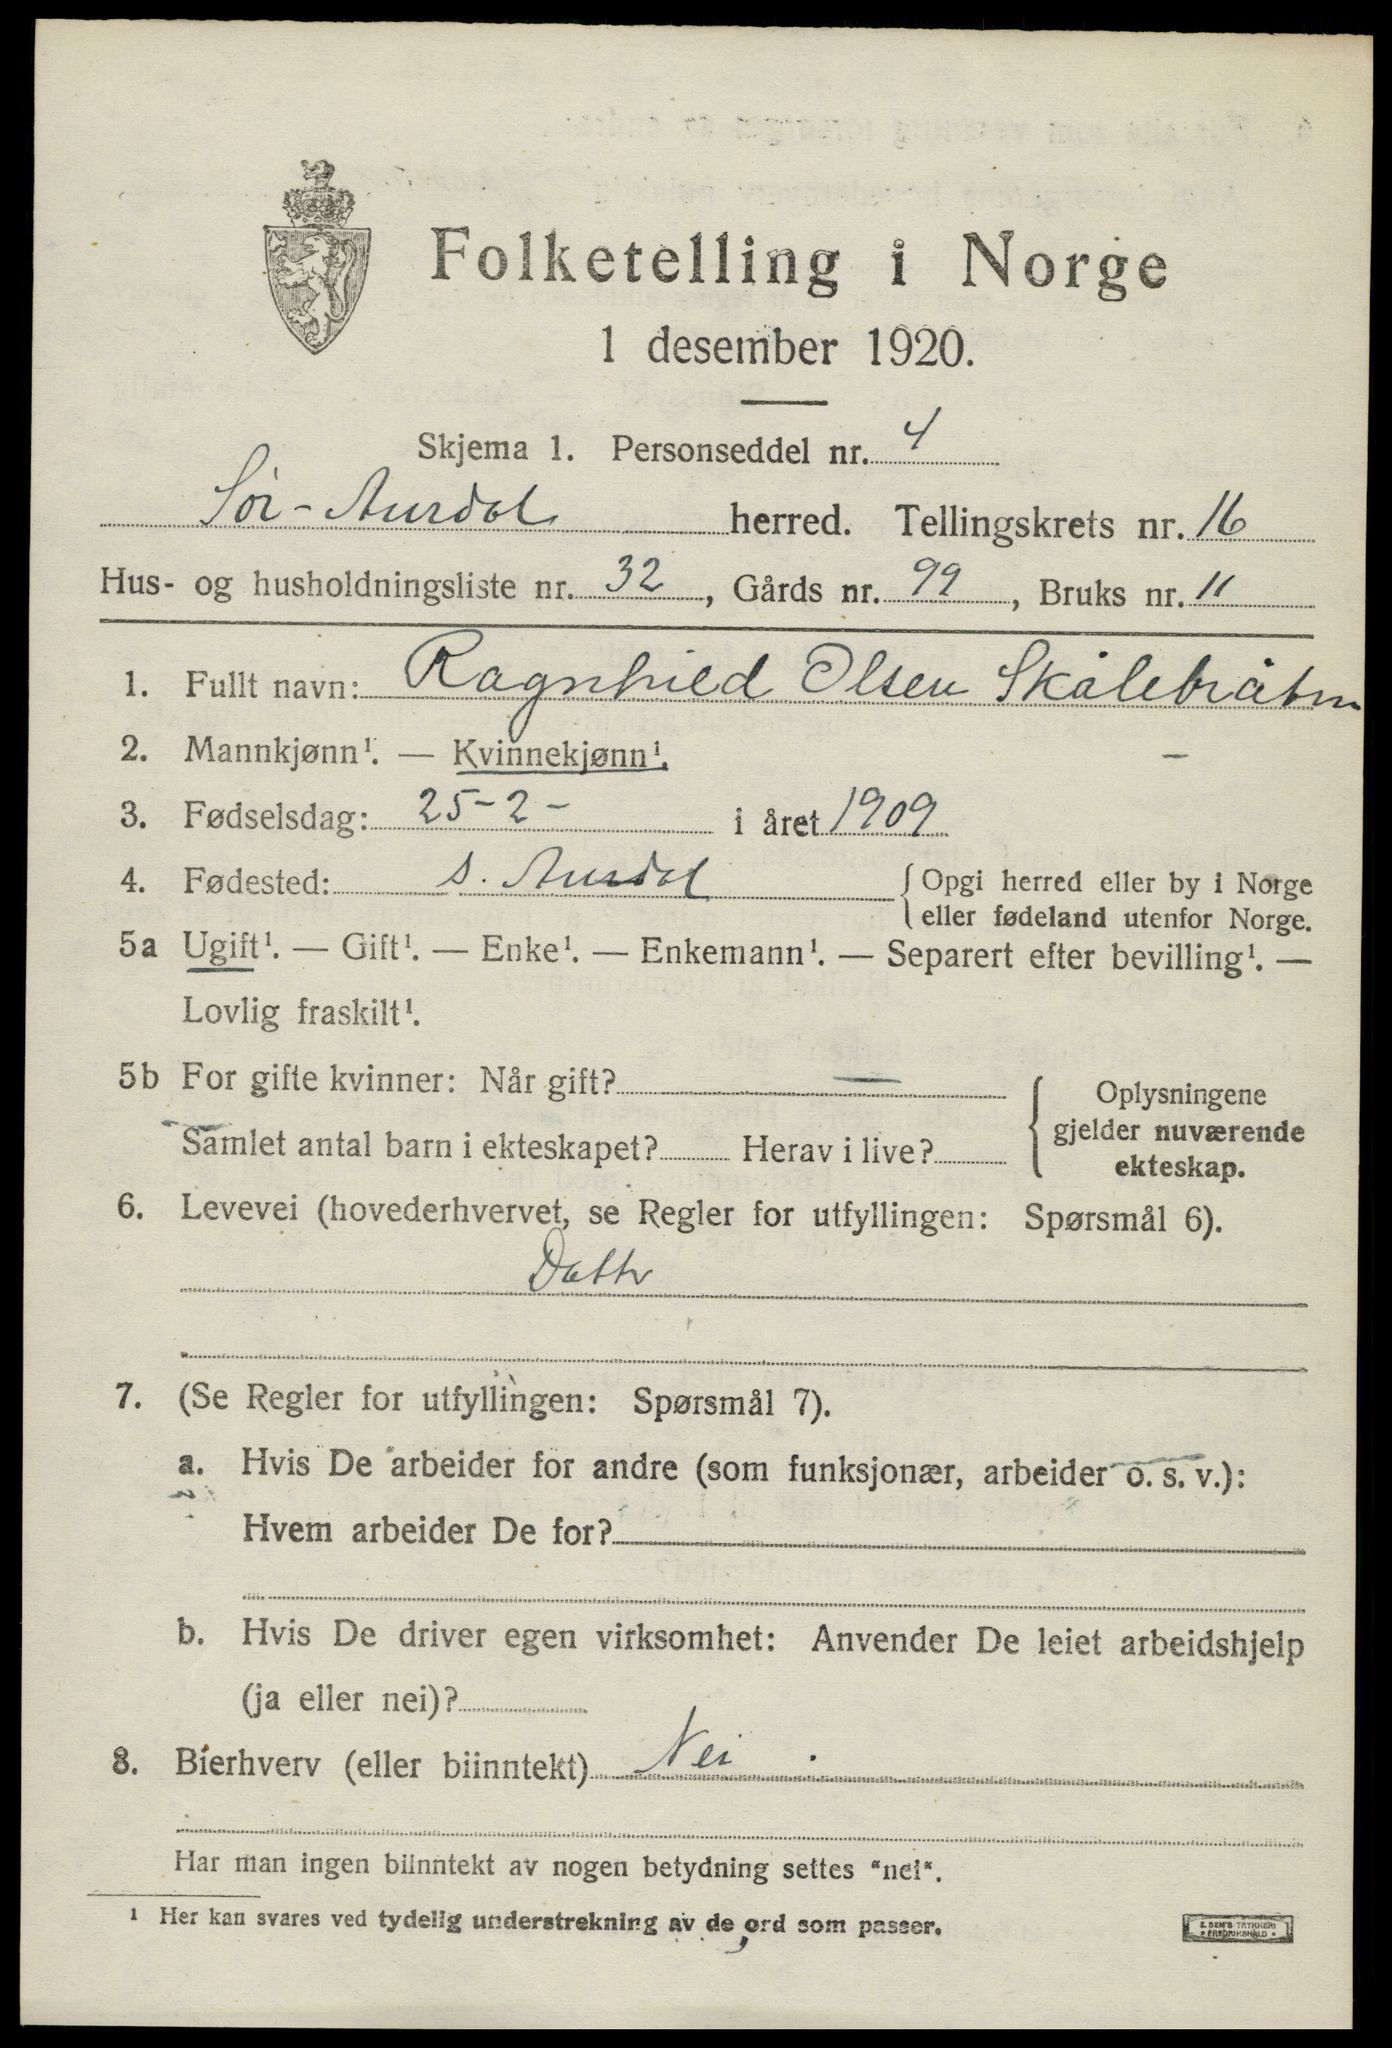 Folketelling i Norge
1 desember 1920.
Skjema 1. Personseddel nr. 4
Sør-Aurdal herred. Tellingskrets nr. 16
Hus- og husholdningsliste nr. 32, Gårds nr. 99, Bruks nr. 11
1. Fullt navn: Ragnhild Olsen Skålebråten
2. Mannkjønn¹. — Kvinnekjønn¹. —
3. Fødselsdag: 25-2- i året 1909
4. Fødested: S. Aurdal { Opgi herred eller by i Norge
eller fødeland utenfor Norge.
5a Ugift¹. — Gift¹. — Enke¹. — Enkemann¹. — Separert efter bevilling¹. —
Lovlig fraskilt¹.
5b For gifte kvinner: Når gift? —
Samlet antal barn i ekteskapet? Herav i live?
Oplysningene
gjelder nuværende
ekteskap.
6. Levevei (hovederhvervet, se Regler for utfyllingen: Spørsmål 6).
Dattr
7. (Se Regler for utfyllingen: Spørsmål 7).
a. Hvis De arbeider for andre (som funksjonær, arbeider o. s. v.):
Hvem arbeider De for?
b. Hvis De driver egen virksomhet: Anvender De leiet arbeidshjelp
(ja eller nei)?
8. Bierhverv (eller biinntekt) Nei.
Har man ingen biinntekt av nogen betydning settes "nei".
¹ Her kan svares ved tydelig understrekning av de ord som passer.
E. SEM'S TRYKKERI
• FREDRIKSHALD •